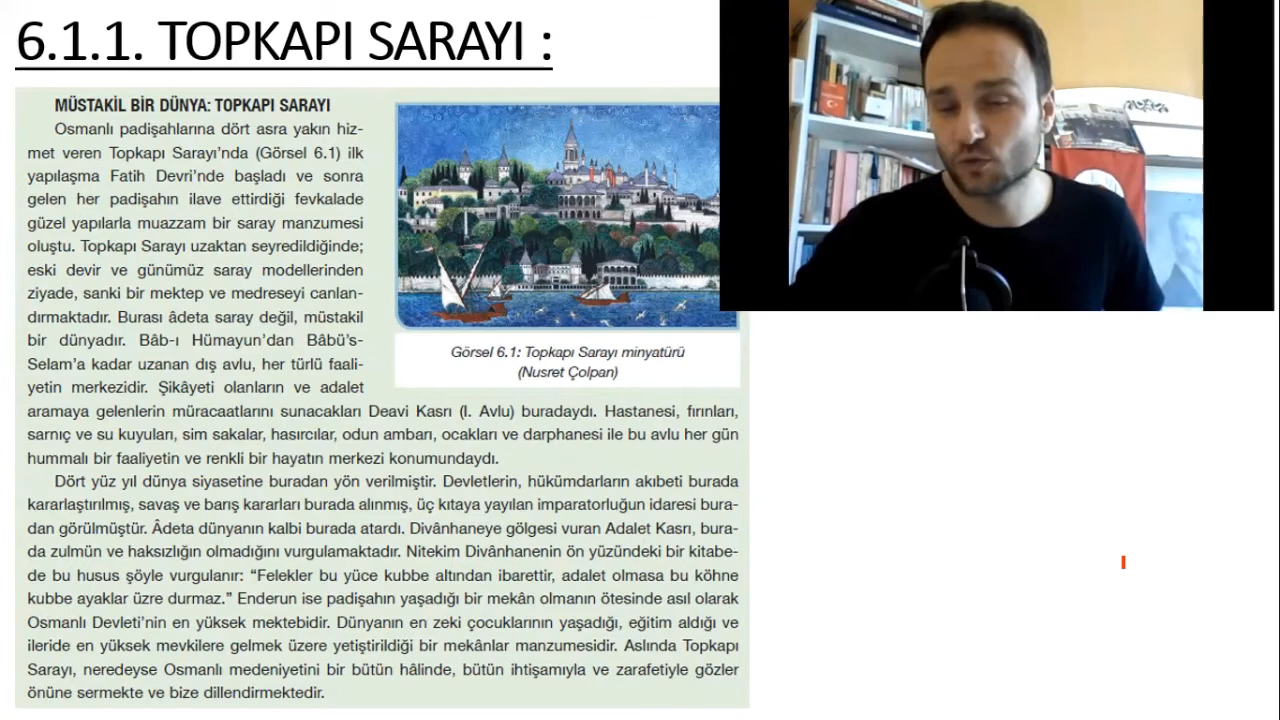 6.1.1. TOPKAPI SARAYI :
MÜSTAKİL BİR DÜNYA: TOPKAPI SARAYI
Osmanlı padişahlarına dört asra yakın hiz-
met veren Topkapı Sarayı’nda (Görsel 6.1) ilk
yapılaşma Fatih Devri’nde başladı ve sonra
gelen her padişahın ilave ettirdiği fevkalade
güzel yapılarla muazzam bir saray manzumesi
oluştu. Topkapı Sarayı uzaktan seyredildiğinde;
eski devir ve günümüz saray modellerinden
ziyade, sanki bir mektep ve medreseyi canlan-
dırmaktadır. Burası âdeta saray değil, müstakil
bir dünyadır. Bâb-ı Hümayun’dan Bâbü’s-
Selam’a kadar uzanan dış avlu, her türlü faali-
yetin merkezidir. Şikâyeti olanların ve adalet
aramaya gelenlerin müracaatlarını sunacakları Deavi Kasrı (I. Avlu) buradaydı. Hastanesi, fırınları,
sarnıç ve su kuyuları, sim sakalar, hasırcılar, odun ambarı, ocakları ve darphanesi ile bu avlu her gün
hummalı bir faaliyetin ve renkli bir hayatın merkezi konumundaydı.
Dört yüz yıl dünya siyasetine buradan yön verilmiştir. Devletlerin, hükümdarların akıbeti burada
kararlaştırılmış, savaş ve barış kararları burada alınmış, üç kıtaya yayılan imparatorluğun idaresi bura-
dan görülmüştür. Âdeta dünyanın kalbi burada atardı. Divânhaneye gölgesi vuran Adalet Kasrı, bura-
da zulmün ve haksızlığın olmadığını vurgulamaktadır. Nitekim Divânhanenin ön yüzündeki bir kitabe-
de bu husus şöyle vurgulanır: “Felekler bu yüce kubbe altından ibarettir, adalet olmasa bu köhne
kubbe ayaklar üzre durmaz.” Enderun ise padişahın yaşadığı bir mekân olmanın ötesinde asıl olarak
Osmanlı Devleti’nin en yüksek mektebidir. Dünyanın en zeki çocuklarının yaşadığı, eğitim aldığı ve
ileride en yüksek mevkilere gelmek üzere yetiştirildiği bir mekânlar manzumesidir. Aslında Topkapı
Sarayı, neredeyse Osmanlı medeniyetini bir bütün hâlinde, bütün ihtişamıyla ve zarafetiyle gözler
önüne sermekte ve bize dillendirmektedir.
Görsel 6.1: Topkapı Sarayı minyatürü
(Nusret Çolpan)